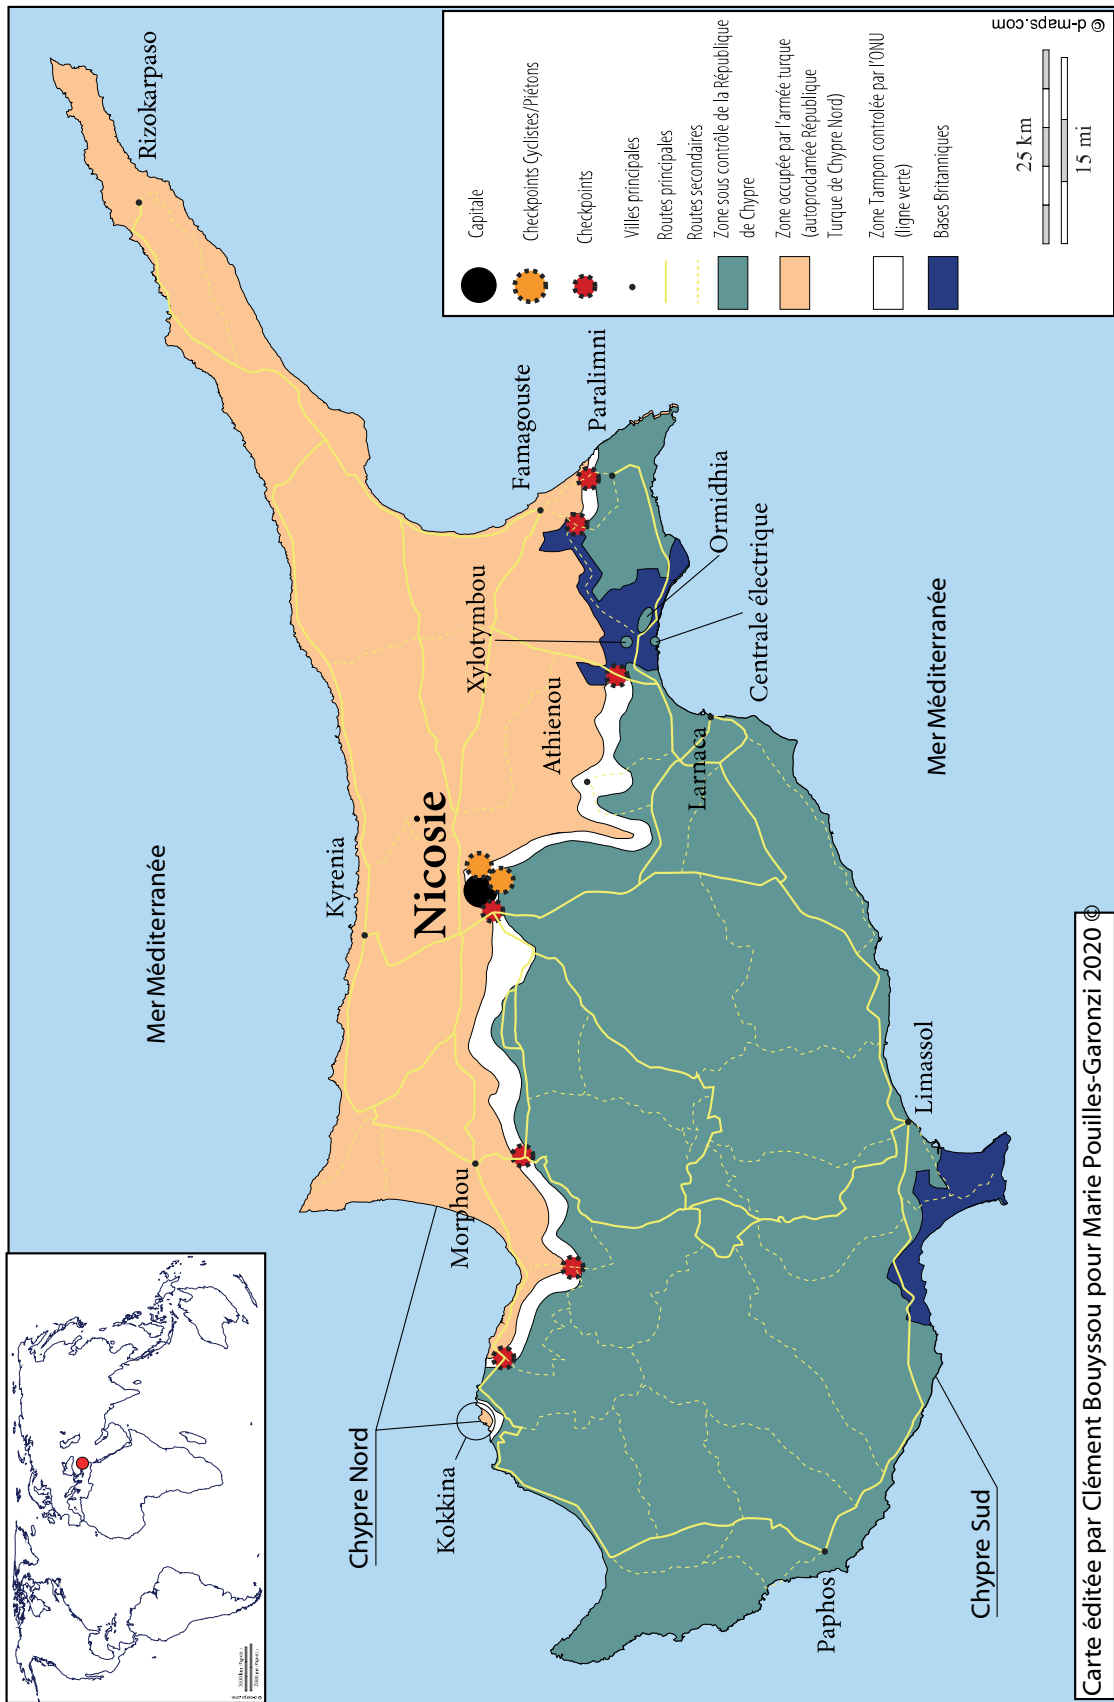 Mer Méditerranée
Rizokarpaso
Kyrenia
Nicosie
Famagouste
Paralimni
Xylotymbou
Athienou
Ormidhia
Centrale électrique
Larnaca
Morphou
Chypre Nord
Kokkina
Limassol
Paphos
Chypre Sud
Mer Méditerranée
Capitale
Checkpoints Cyclistes/Piétons
Checkpoints
Villes principales
Routes principales
Routes secondaires
Zone sous contrôle de la République
de Chypre
Zone occupée par l'armée turque
(autoproclamée République
Turque de Chypre Nord)
Zone Tampon controlée par l'ONU
(ligne verte)
Bases Britanniques
25 km
15 mi
© d-maps.com
Carte éditée par Clément Bouyssou pour Marie Pouilles-Garonzi 2020 ©